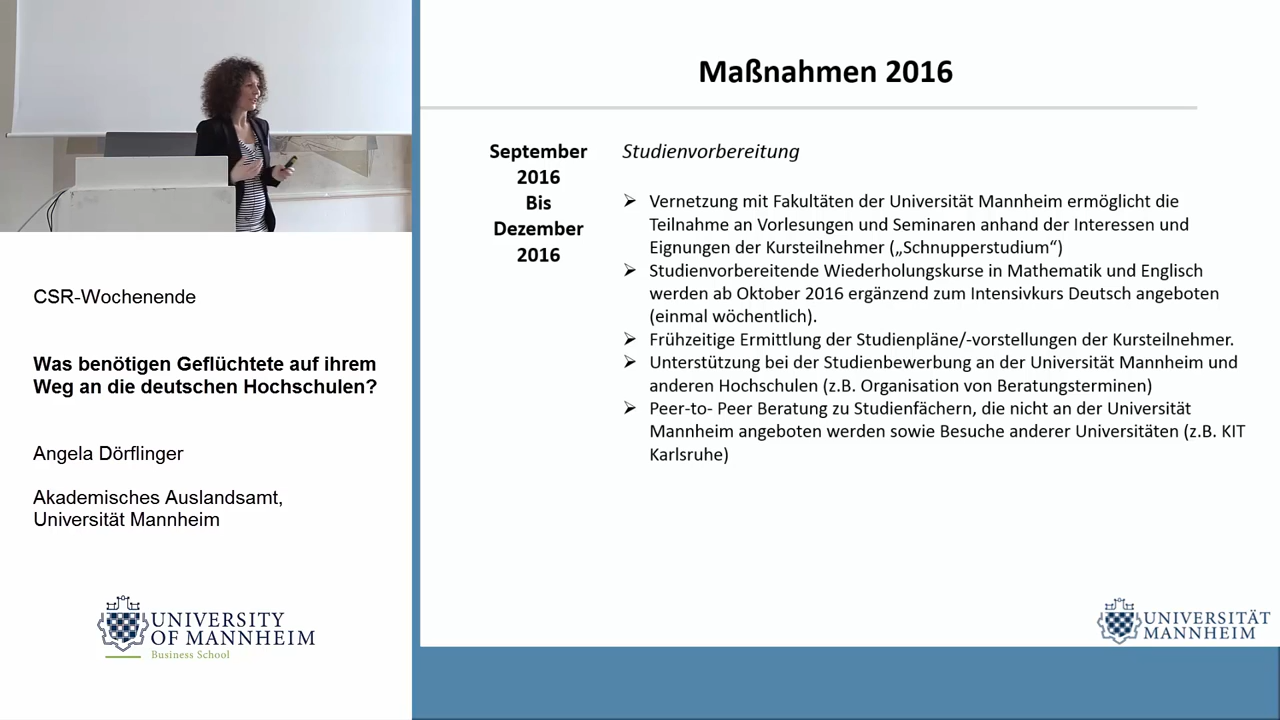 CSR-Wochenende
Was benötigen Geflüchtete auf ihrem
Weg an die deutschen Hochschulen?
Angela Dörflinger
Akademisches Auslandsamt,
Universität Mannheim
UNIVERSITY
OF MANNHEIM
Business School
Maßnahmen 2016
September
2016
Bis
Dezember
2016
Studienvorbereitung
Vernetzung mit Fakultäten der Universität Mannheim ermöglicht die
Teilnahme an Vorlesungen und Seminaren anhand der Interessen und
Eignungen der Kursteilnehmer („Schnupperstudium“)
Studienvorbereitende Wiederholungskurse in Mathematik und Englisch
werden ab Oktober 2016 ergänzend zum Intensivkurs Deutsch angeboten
(einmal wöchentlich).
Frühzeitige Ermittlung der Studienpläne/-vorstellungen der Kursteilnehmer.
Unterstützung bei der Studienbewerbung an der Universität Mannheim und
anderen Hochschulen (z.B. Organisation von Beratungsterminen)
Peer-to- Peer Beratung zu Studienfächern, die nicht an der Universität
Mannheim angeboten werden sowie Besuche anderer Universitäten (z.B. KIT
Karlsruhe)
UNIVERSITÄT
MANNHEIM